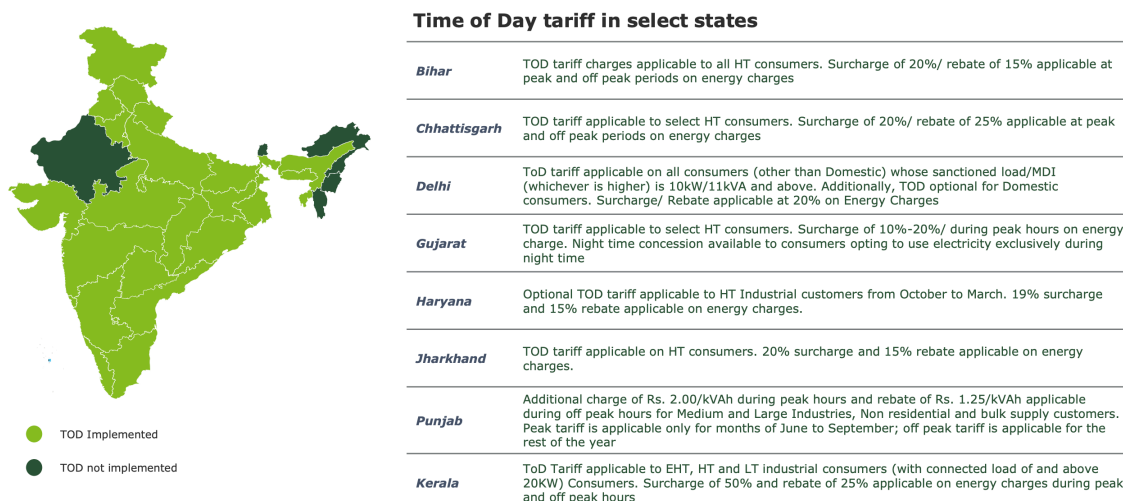 Time of Day tariff in select states
Bihar
TOD tariff charges applicable to all HT consumers. Surcharge of 20%/ rebate of 15% applicable at
peak and off peak periods on energy charges
Chhattisgarh
TOD tariff applicable to select HT consumers. Surcharge of 20%/ rebate of 25% applicable at peak
and off peak periods on energy charges
Delhi
ToD tariff applicable on all consumers (other than Domestic) whose sanctioned load/MDI
(whichever is higher) is 10kW/11kVA and above. Additionally, TOD optional for Domestic
consumers. Surcharge/ Rebate applicable at 20% on Energy Charges
Gujarat
TOD tariff applicable to select HT consumers. Surcharge of 10%-20%/ during peak hours on energy
charge. Night time concession available to consumers opting to use electricity exclusively during
night time
Haryana
Optional TOD tariff applicable to HT Industrial customers from October to March. 19% surcharge
and 15% rebate applicable on energy charges.
Jharkhand
TOD tariff applicable on HT consumers. 20% surcharge and 15% rebate applicable on energy
charges.
Punjab
Additional charge of Rs. 2.00/kVAh during peak hours and rebate of Rs. 1.25/kVAh applicable
during off peak hours for Medium and Large Industries, Non residential and bulk supply customers.
Peak tariff is applicable only for months of June to September; off peak tariff is applicable for the
rest of the year
Kerala
ToD Tariff applicable to EHT, HT and LT industrial consumers (with connected load of and above
20KW) Consumers. Surcharge of 50% and rebate of 25% applicable on energy charges during peak
and off peak hours
TOD Implemented
TOD not implemented